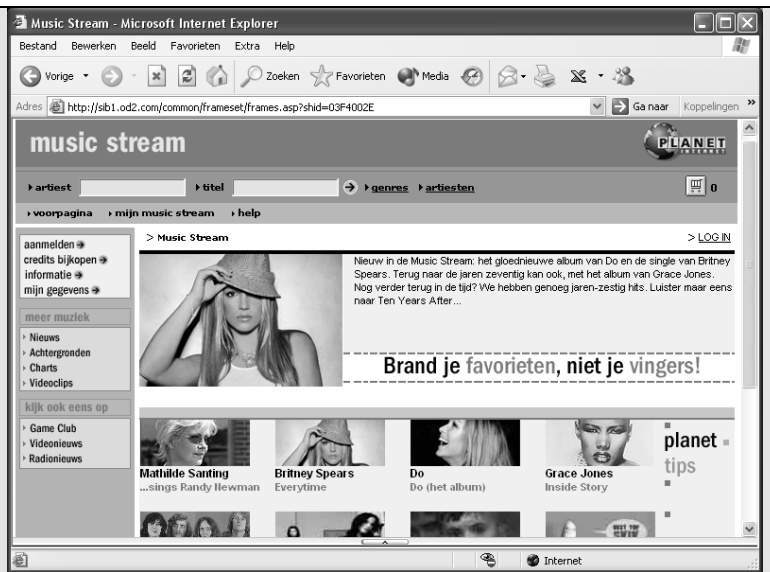 Music Stream - Microsoft Internet Explorer
Bestand Bewerken Beeld Favorieten Extra Help
Vorige Zoeken Favorieten Media
Adres http://sib1.od2.com/common/frameset/frames.asp?shid=03F4002E Ga naar Koppelingen »
music stream
PLANET
INTERNET
artiest titel genres artiesten 0
voorpagina mijn music stream help
aanmelden
credits bijkopen
informatie
mijn gegevens
meer muziek
Nieuws
Achtergronden
Charts
Videoclips
kijk ook eens op
Game Club
Videonieuws
Radionieuws
> Music Stream > LOG IN
Nieuw in de Music Stream: het gloednieuwe album van Do en de single van Britney
Spears. Terug naar de jaren zeventig kan ook, met het album van Grace Jones.
Nog verder terug in de tijd? We hebben genoeg jaren-zestig hits. Luister maar eens
naar Ten Years After...
Brand je favorieten, niet je vingers!
Mathilde Santing
...sings Randy Newman
Britney Spears
Everytime
Do
Do (het album)
Grace Jones
Inside Story
planet
tips
BEST TOP
SKIN
Internet